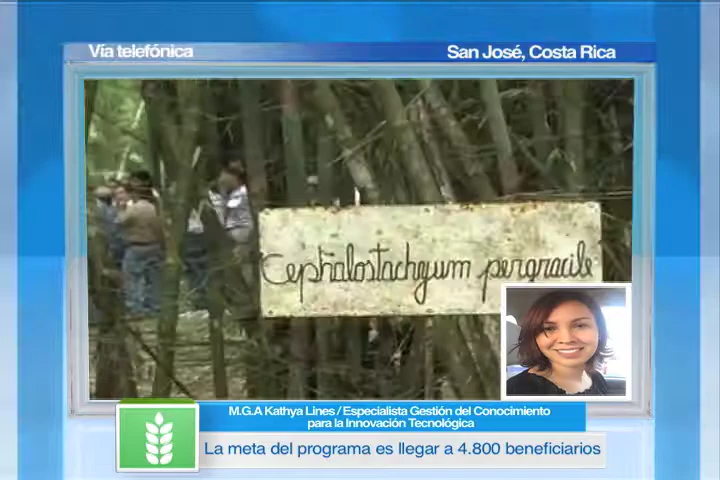 Vía telefónica
San José, Costa Rica
Cephalostachyum pergracile
M.G.A Kathya Lines / Especialista Gestión del Conocimiento
para la Innovación Tecnológica
La meta del programa es llegar a 4.800 beneficiarios